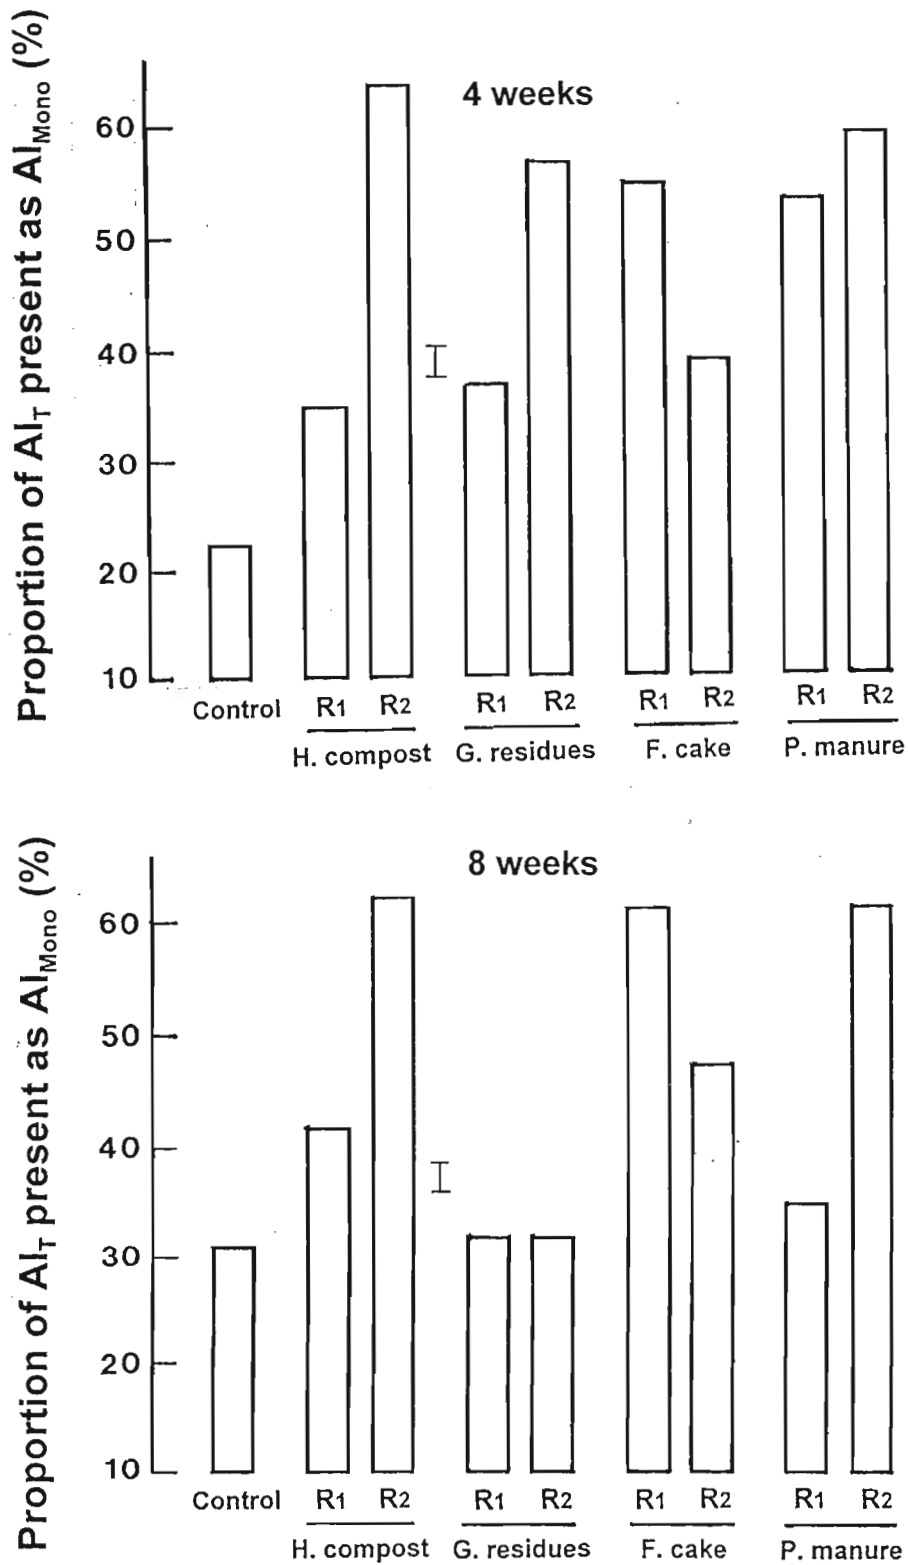 Proportion of AlT present as AlMono (%)
4 weeks
60
50
40
30
20
10
Control R1 R2 R1 R2 R1 R2 R1 R2
H. compost G. residues F. cake P. manure
Proportion of AlT present as AlMono (%)
8 weeks
60
50
40
30
20
10
Control R1 R2 R1 R2 R1 R2 R1 R2
H. compost G. residues F. cake P. manure